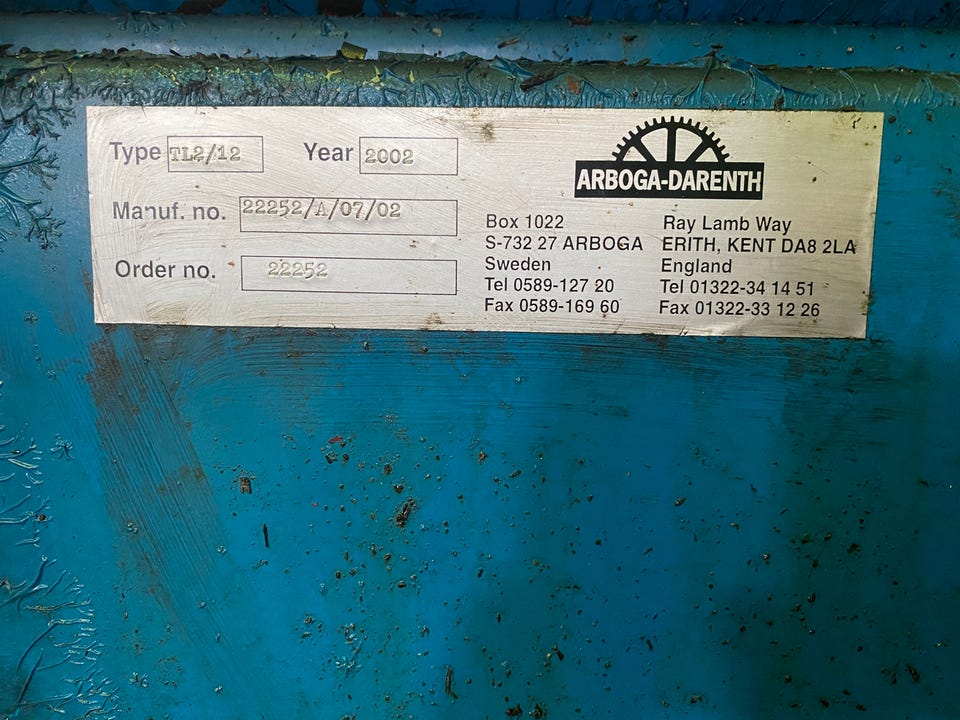 Type TL2/12 Year 2002
Manuf. no. 22252/A/07/02
Order no. 22252
ARBOGA-DARENTH
Box 1022
S-732 27 ARBOGA
Sweden
Tel 0589-127 20
Fax 0589-169 60
Ray Lamb Way
ERITH, KENT DA8 2LA
England
Tel 01322-34 14 51
Fax 01322-33 12 26